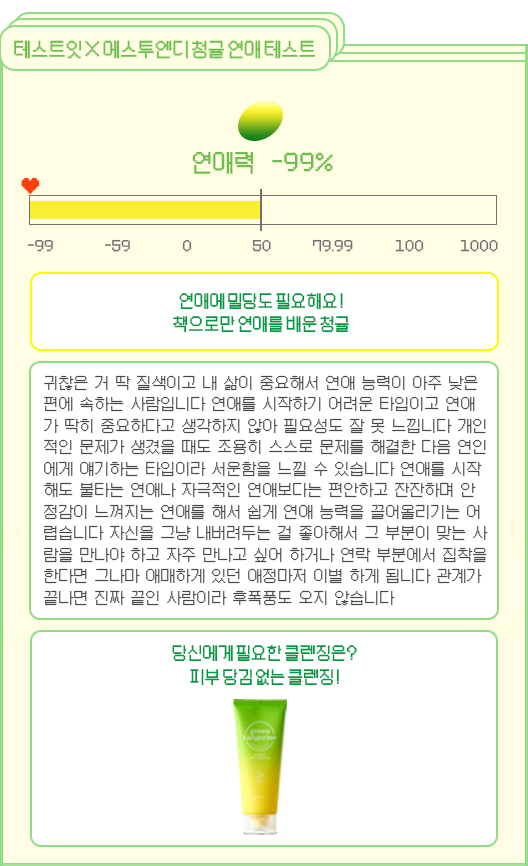 테스트잇×메스투엔디 청귤 연애 테스트
연애력 -99%
-99 -59 0 50 79.99 100 1000
연애에 밀당도 필요해요!
책으로만 연애를 배운 청귤
귀찮은 거 딱 질색이고 내 삶이 중요해서 연애 능력이 아주 낮은
편에 속하는 사람입니다 연애를 시작하기 어려운 타입이고 연애
가 딱히 중요하다고 생각하지 않아 필요성도 잘 못 느낍니다 개인
적인 문제가 생겼을 때도 조용히 스스로 문제를 해결한 다음 연인
에게 얘기하는 타입이라 서운함을 느낄 수 있습니다 연애를 시작
해도 불타는 연애나 자극적인 연애보다는 편안하고 잔잔하며 안
정감이 느껴지는 연애를 해서 쉽게 연애 능력을 끌어올리기는 어
렵습니다 자신을 그냥 내버려두는 걸 좋아해서 그 부분이 맞는 사
람을 만나야 하고 자주 만나고 싶어 하거나 연락 부분에서 집착을
한다면 그나마 애매하게 있던 애정마저 이별 하게 됩니다 관계가
끝나면 진짜 끝인 사람이라 후폭풍도 오지 않습니다
당신에게 필요한 클렌징은?
피부 당김 없는 클렌징!
green
tangerine